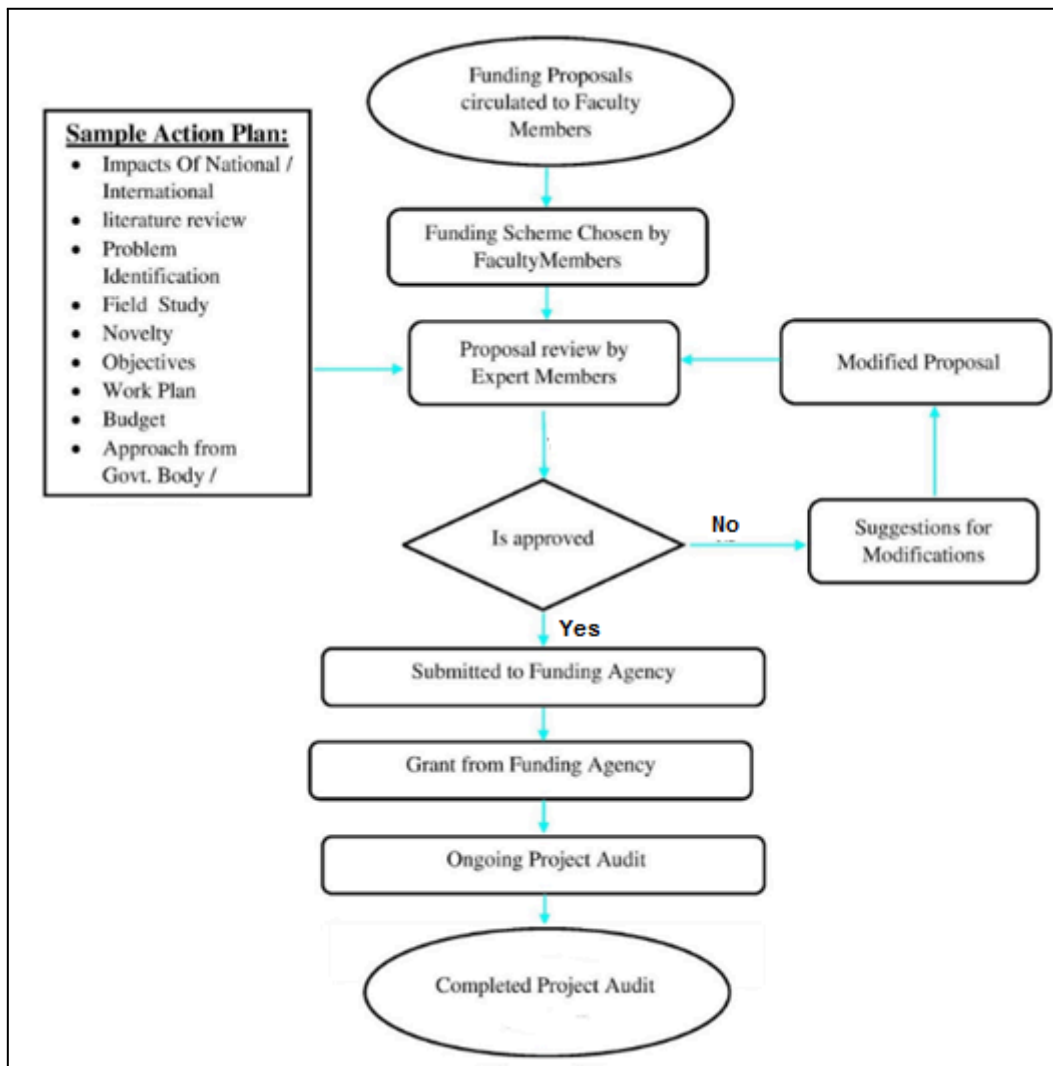 Funding Proposals
circulated to Faculty
Members
Sample Action Plan:
• Impacts Of National /
International
• literature review
• Problem
Identification
• Field Study
• Novelty
• Objectives
• Work Plan
• Budget
• Approach from
Govt. Body /
Funding Scheme Chosen by
FacultyMembers
Proposal review by
Expert Members
Modified Proposal
Is approved
No
Suggestions for
Modifications
Yes
Submitted to Funding Agency
Grant from Funding Agency
Ongoing Project Audit
Completed Project Audit